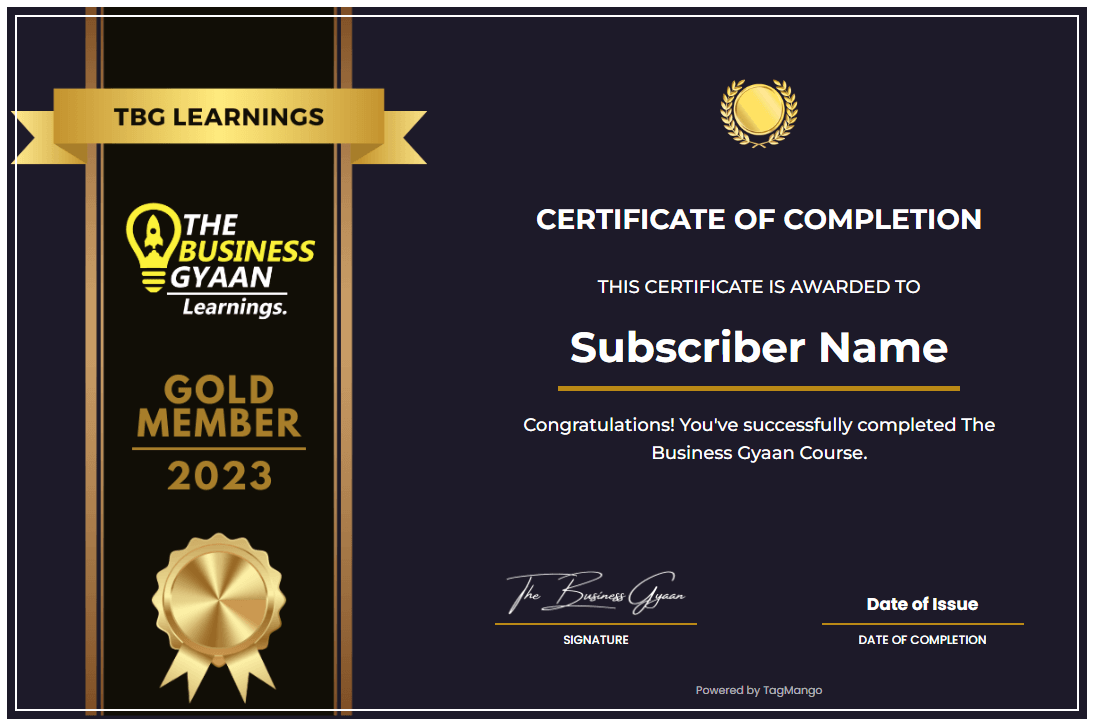 TBG LEARNINGS
THE
BUSINESS
GYAAN
Learnings.
GOLD
MEMBER
2023
CERTIFICATE OF COMPLETION
THIS CERTIFICATE IS AWARDED TO
Subscriber Name
Congratulations! You've successfully completed The
Business Gyaan Course.
The Business Gyaan
SIGNATURE
Date of Issue
DATE OF COMPLETION
Powered by TagMango